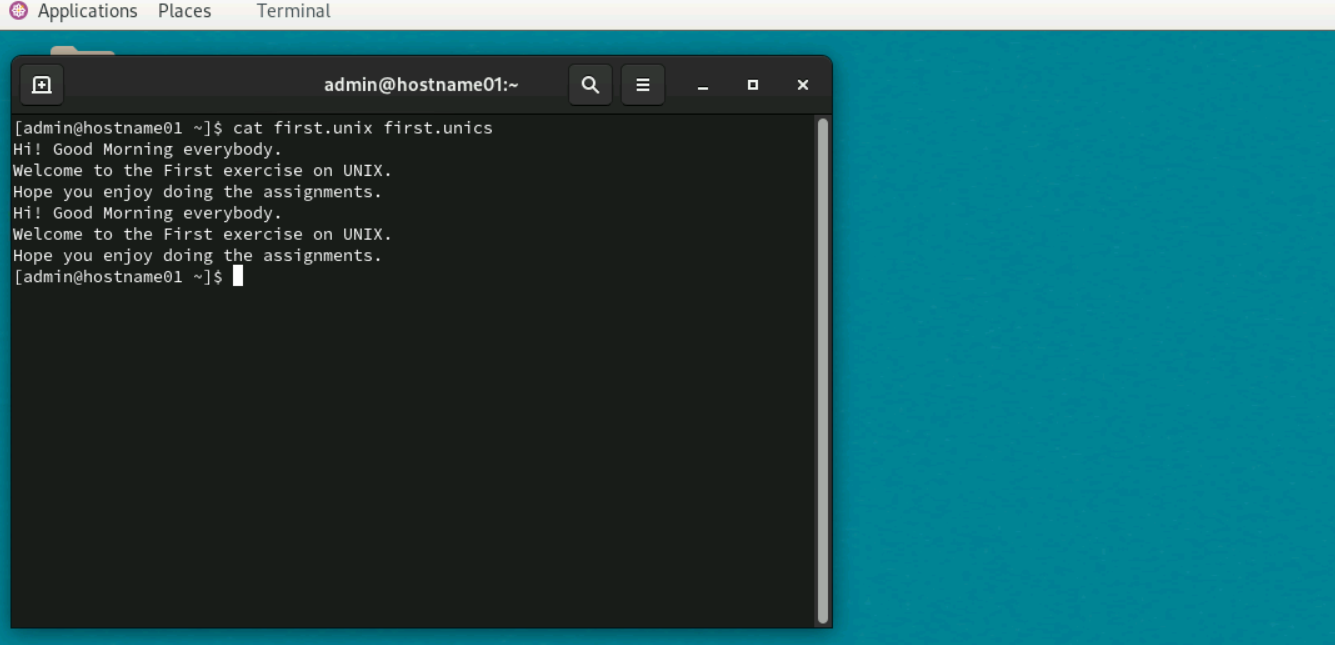 Applications Places Terminal
admin@hostname01:~
[admin@hostname01 ~]$ cat first.unix first.unics
Hi! Good Morning everybody.
Welcome to the First exercise on UNIX.
Hope you enjoy doing the assignments.
Hi! Good Morning everybody.
Welcome to the First exercise on UNIX.
Hope you enjoy doing the assignments.
[admin@hostname01 ~]$